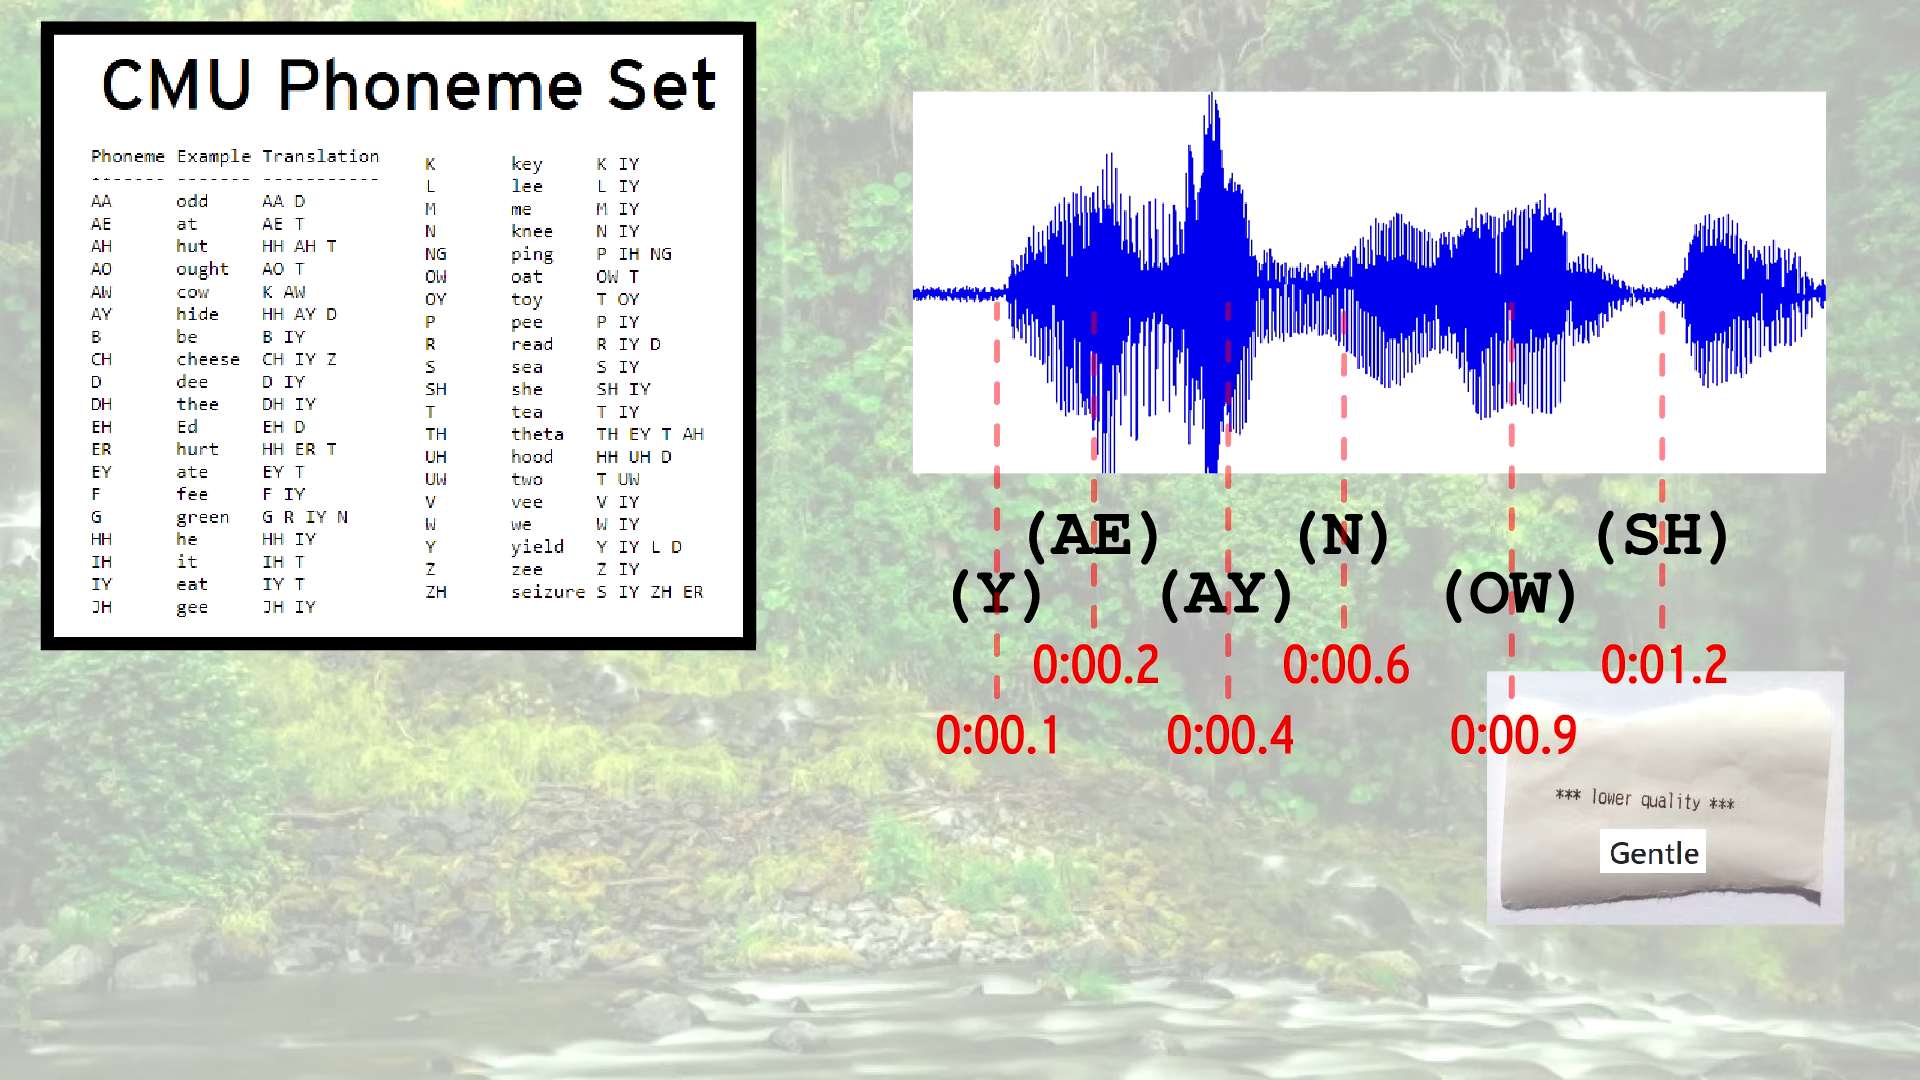 CMU Phoneme Set
Phoneme Example Translation
------- ------- -----------
AA odd AA D
AE at AE T
AH hut HH AH T
AO ought AO T
AW cow K AW
AY hide HH AY D
B be B IY
CH cheese CH IY Z
D dee D IY
DH thee DH IY
EH Ed EH D
ER hurt HH ER T
EY ate EY T
F fee F IY
G green G R IY N
HH he HH IY
IH it IH T
IY eat IY T
JH gee JH IY
K key K IY
L lee L IY
M me M IY
N knee N IY
NG ping P IH NG
OW oat OW T
OY toy T OY
P pee P IY
R read R IY D
S sea S IY
SH she SH IY
T tea T IY
TH theta TH EY T AH
UH hood HH UH D
UW two T UW
V vee V IY
W we W IY
Y yield Y IY L D
Z zee Z IY
ZH seizure S IY ZH ER
(AE) (N) (SH)
(Y) (AY) (OW)
0:00.2 0:00.6 0:01.2
0:00.1 0:00.4 0:00.9
*** lower quality ***
Gentle